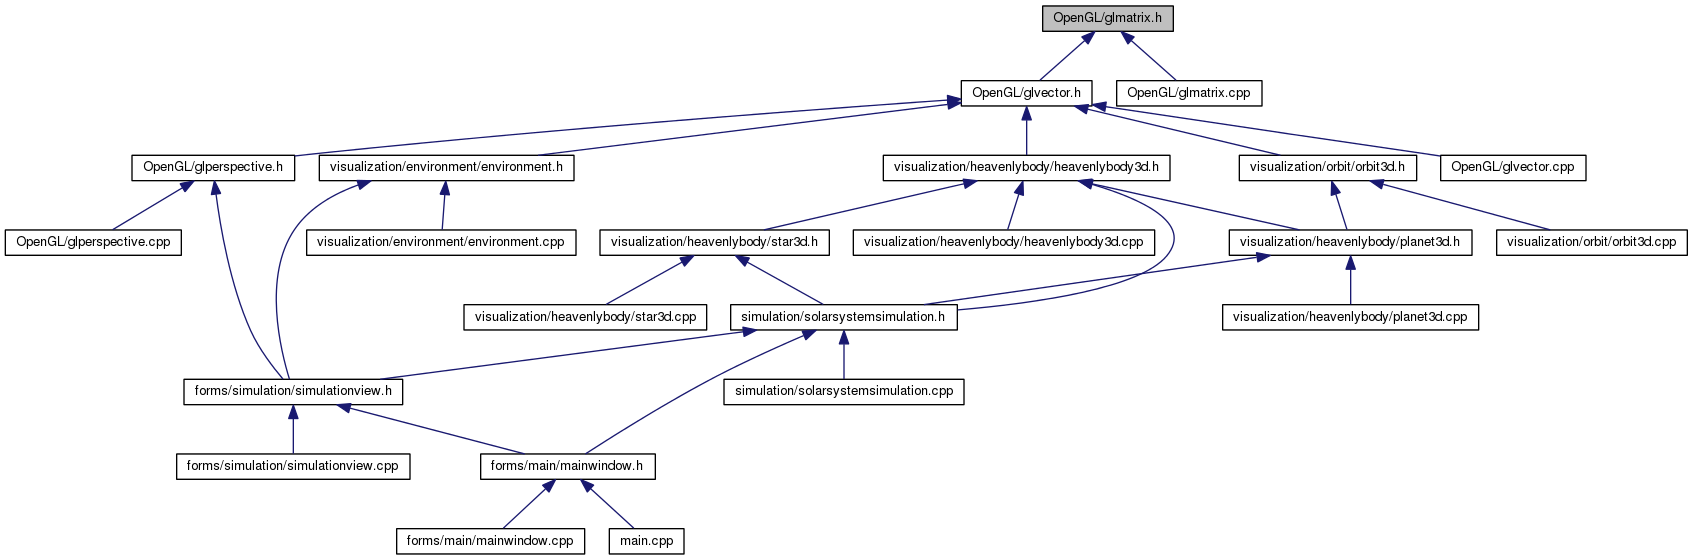 OpenGL/glmatrix.h
OpenGL/glvector.h
OpenGL/glmatrix.cpp
OpenGL/glperspective.h
visualization/environment/environment.h
visualization/heavenlybody/heavenlybody3d.h
visualization/orbit/orbit3d.h
OpenGL/glvector.cpp
OpenGL/glperspective.cpp
visualization/environment/environment.cpp
visualization/heavenlybody/star3d.h
visualization/heavenlybody/heavenlybody3d.cpp
visualization/heavenlybody/planet3d.h
visualization/orbit/orbit3d.cpp
visualization/heavenlybody/star3d.cpp
simulation/solarsystemsimulation.h
visualization/heavenlybody/planet3d.cpp
forms/simulation/simulationview.h
simulation/solarsystemsimulation.cpp
forms/simulation/simulationview.cpp
forms/main/mainwindow.h
forms/main/mainwindow.cpp
main.cpp